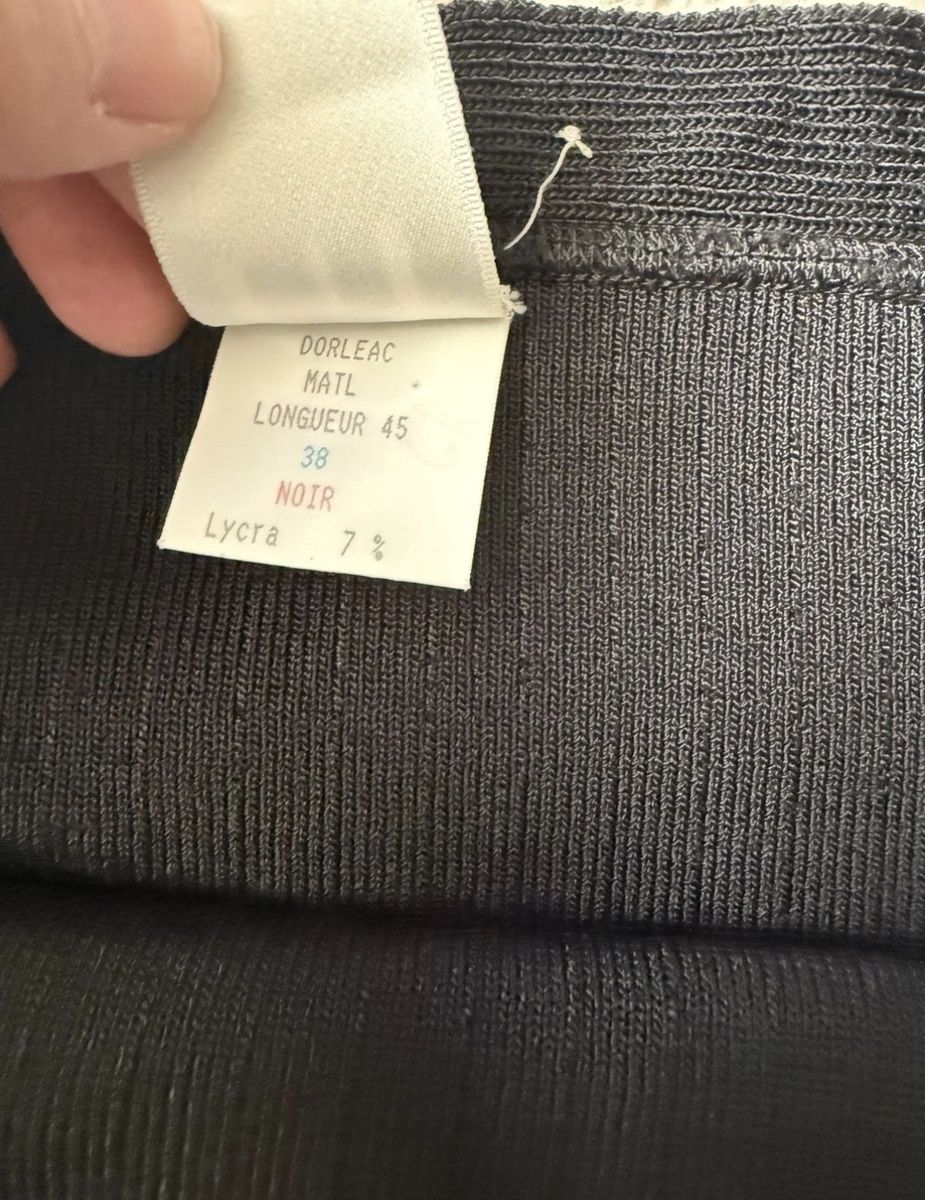 DORLEAC
MATL
LONGUEUR 45
38
NOIR
Lycra 7 %